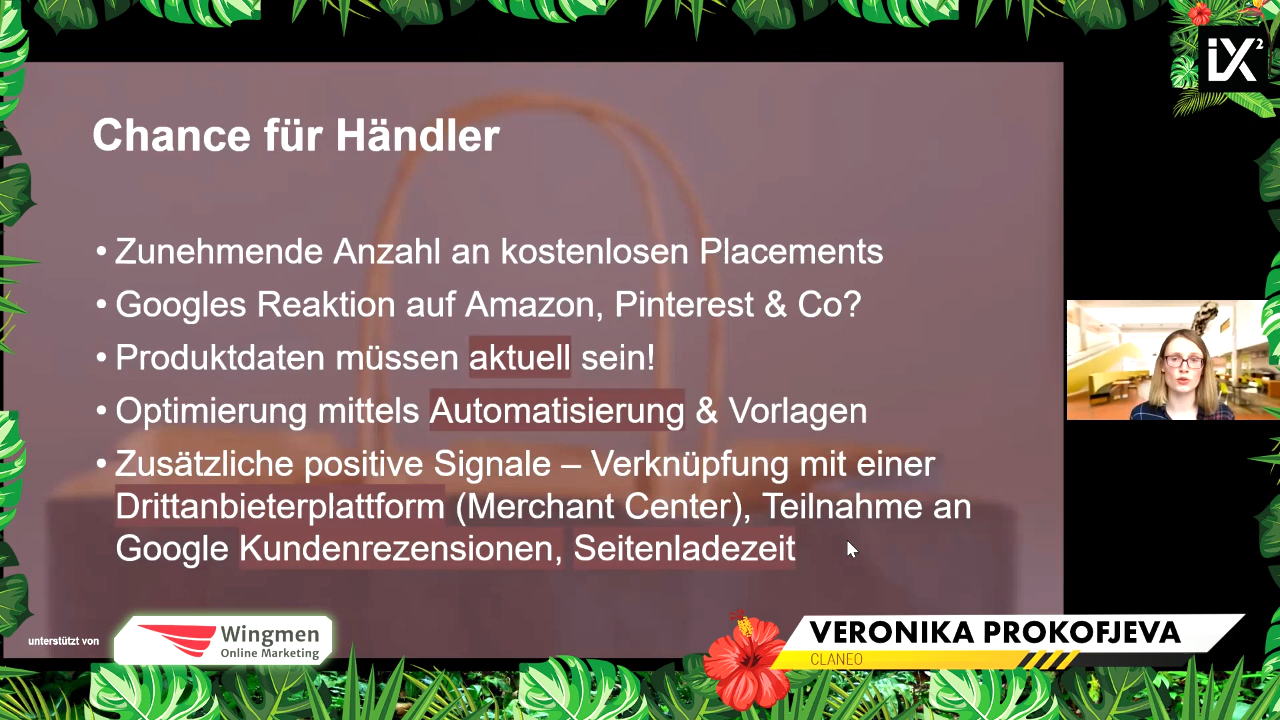 iX²
Chance für Händler
• Zunehmende Anzahl an kostenlosen Placements
• Googles Reaktion auf Amazon, Pinterest & Co?
• Produktdaten müssen aktuell sein!
• Optimierung mittels Automatisierung & Vorlagen
• Zusätzliche positive Signale – Verknüpfung mit einer
Drittanbieterplattform (Merchant Center), Teilnahme an
Google Kundenrezensionen, Seitenladezeit
unterstützt von
Wingmen
Online Marketing
VERONIKA PROKOFJEVA
CLANEO